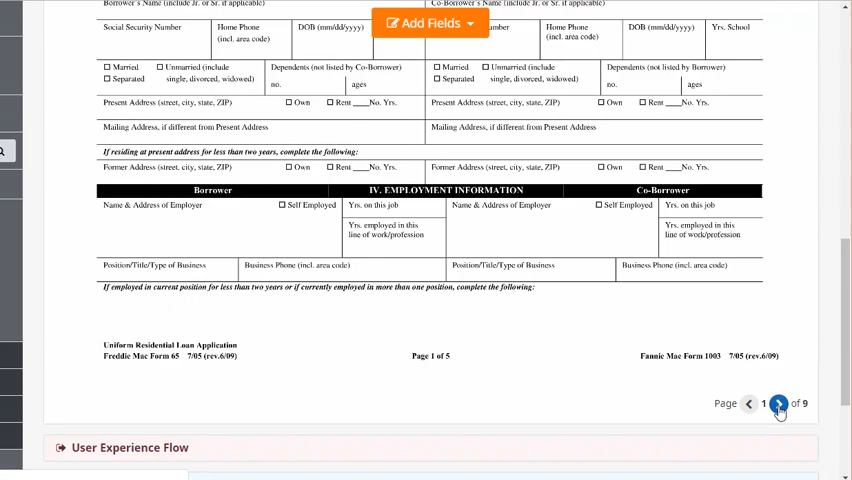 Borrower's Name (include Jr. or Sr. if applicable) Co-Borrower's Name (include Jr. or Sr. if applicable)
Add Fields
Social Security Number Home Phone DOB (mm/dd/yyyy) Home Phone DOB (mm/dd/yyyy) Yrs. School
(incl. area code) (incl. area code)
Married Unmarried (include Dependents (not listed by Co-Borrower) Married Unmarried (include Dependents (not listed by Borrower)
Separated single, divorced, widowed) no. ages Separated single, divorced, widowed) no. ages
Present Address (street, city, state, ZIP) Own Rent ____No. Yrs. Present Address (street, city, state, ZIP) Own Rent ____No. Yrs.
Mailing Address, if different from Present Address Mailing Address, if different from Present Address
If residing at present address for less than two years, complete the following:
Former Address (street, city, state, ZIP) Own Rent ____No. Yrs. Former Address (street, city, state, ZIP) Own Rent ____No. Yrs.
Borrower IV. EMPLOYMENT INFORMATION Co-Borrower
Name & Address of Employer Self Employed Yrs. on this job Name & Address of Employer Self Employed Yrs. on this job
Yrs. employed in this Yrs. employed in this
line of work/profession line of work/profession
Position/Title/Type of Business Business Phone (incl. area code) Position/Title/Type of Business Business Phone (incl. area code)
If employed in current position for less than two years or if currently employed in more than one position, complete the following:
Uniform Residential Loan Application
Freddie Mac Form 65 7/05 (rev.6/09) Page 1 of 5 Fannie Mae Form 1003 7/05 (rev.6/09)
Page 1 of 9
User Experience Flow